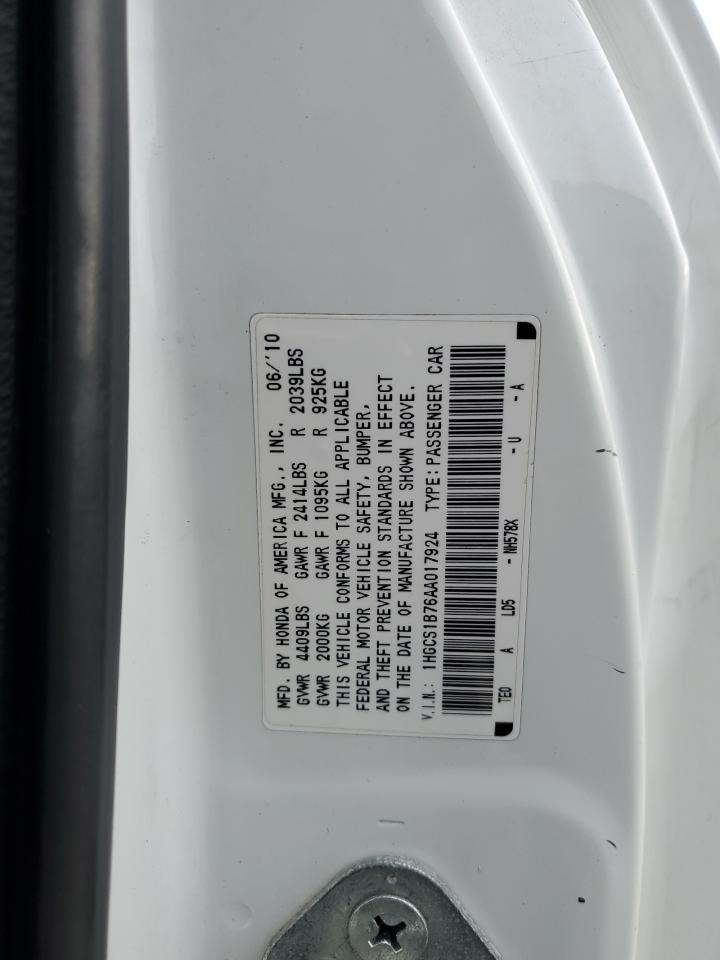 MFD. BY HONDA OF AMERICA MFG., INC. 06/'10
GVWR 4409LBS GAWR F 2414LBS R 2039LBS
GVWR 2000KG GAWR F 1095KG R 925KG
THIS VEHICLE CONFORMS TO ALL APPLICABLE
FEDERAL MOTOR VEHICLE SAFETY, BUMPER,
AND THEFT PREVENTION STANDARDS IN EFFECT
ON THE DATE OF MANUFACTURE SHOWN ABOVE.
V.I.N.: 1HGCS1B76AA017924 TYPE:PASSENGER CAR
TE0 A LD5 - NH578X - U - A